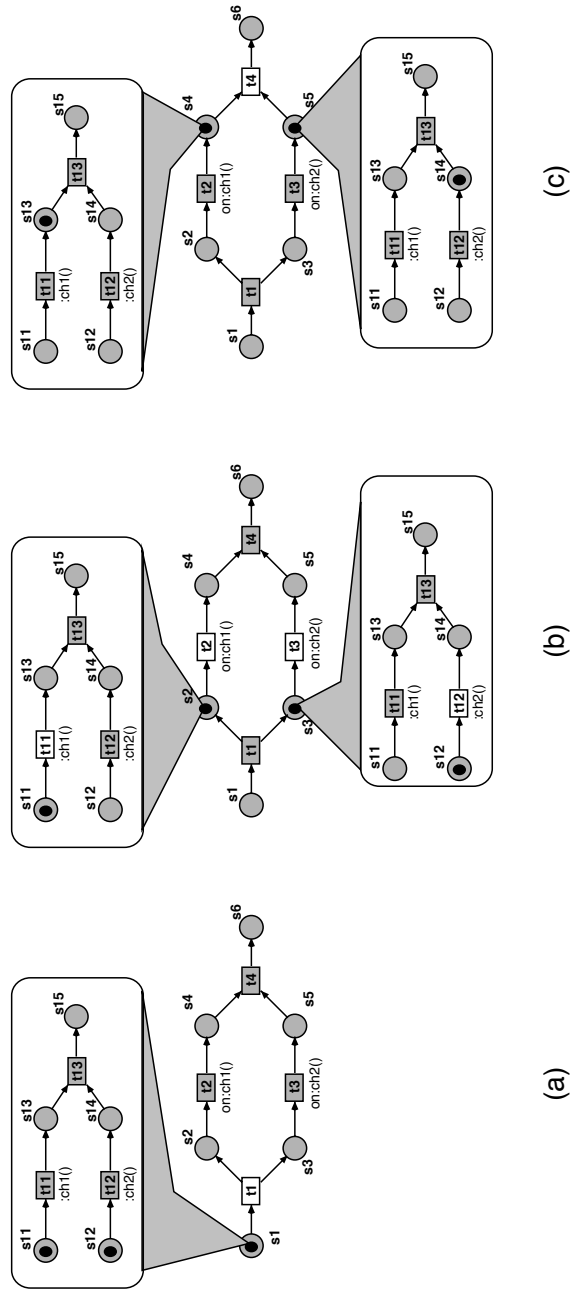 s11
t11
:ch1()
s13
s15
t13
s12
t12
:ch2()
s14
s1
t1
s2
t2
on:ch1()
s4
t4
s6
s3
t3
on:ch2()
s5
(a)
s11
t11
:ch1()
s13
s15
t13
s12
t12
:ch2()
s14
s1
t1
s2
t2
on:ch1()
s4
t4
s6
s3
t3
on:ch2()
s5
s11
t11
:ch1()
s13
s15
t13
s12
t12
:ch2()
s14
(b)
s11
t11
:ch1()
s13
s15
t13
s12
t12
:ch2()
s14
s1
t1
s2
t2
on:ch1()
s4
t4
s6
s3
t3
on:ch2()
s5
s11
t11
:ch1()
s13
s15
t13
s12
t12
:ch2()
s14
(c)